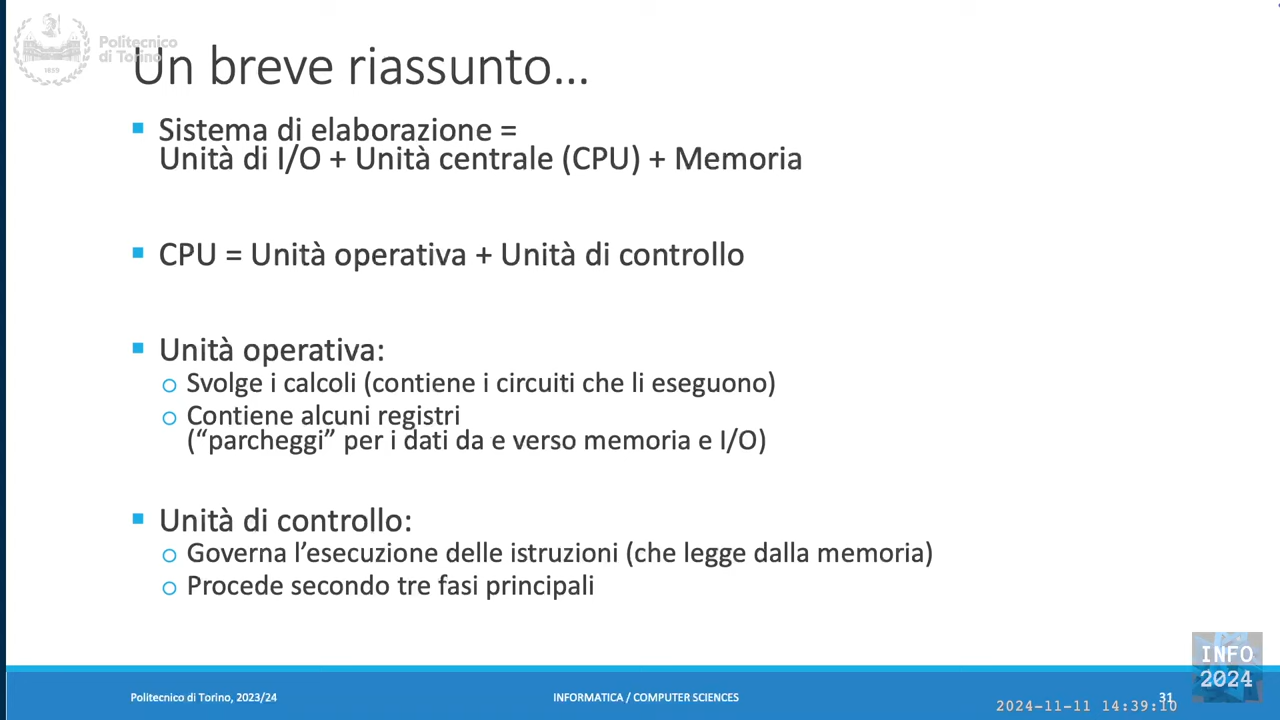 Politecnico
di Torino
1859
Un breve riassunto...
Sistema di elaborazione =
Unità di I/O + Unità centrale (CPU) + Memoria
CPU = Unità operativa + Unità di controllo
Unità operativa:
Svolge i calcoli (contiene i circuiti che li eseguono)
Contiene alcuni registri
(“parcheggi” per i dati da e verso memoria e I/O)
Unità di controllo:
Governa l’esecuzione delle istruzioni (che legge dalla memoria)
Procede secondo tre fasi principali
INFO
2024
Politecnico di Torino, 2023/24
INFORMATICA / COMPUTER SCIENCES
31
2024-11-11 14:39:10